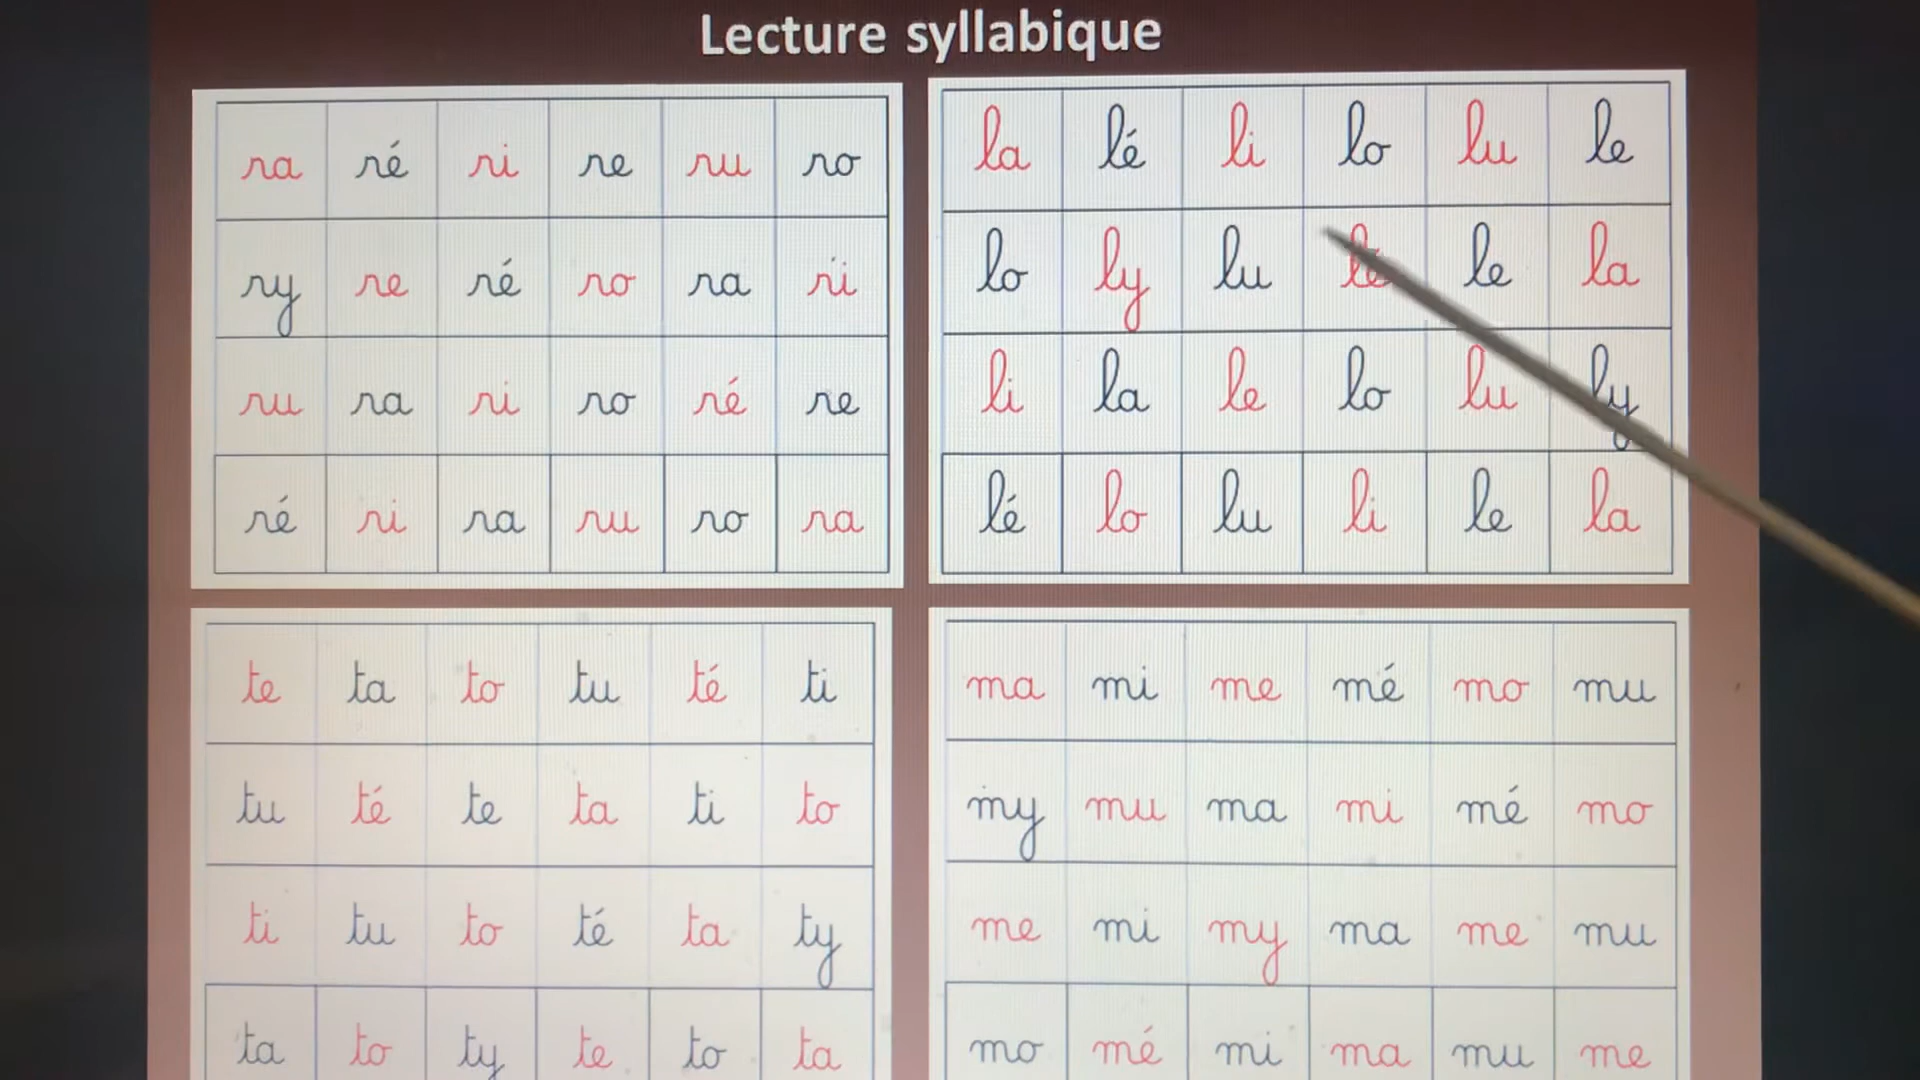 Lecture syllabique
ra ré ri re ru ro
ry re ré ro ra ri
ru ra ri ro ré re
ré ri ra ru ro ra
la lé li lo lu le
lo ly lu lé le la
li la le lo lu ly
lé lo lu li le la
te ta to tu té ti
tu té te ta ti to
ti tu to té ta ty
ta to ty te to ta
ma mi me mé mo mu
my mu ma mi mé mo
me mi my ma me mu
mo mé mi ma mu me